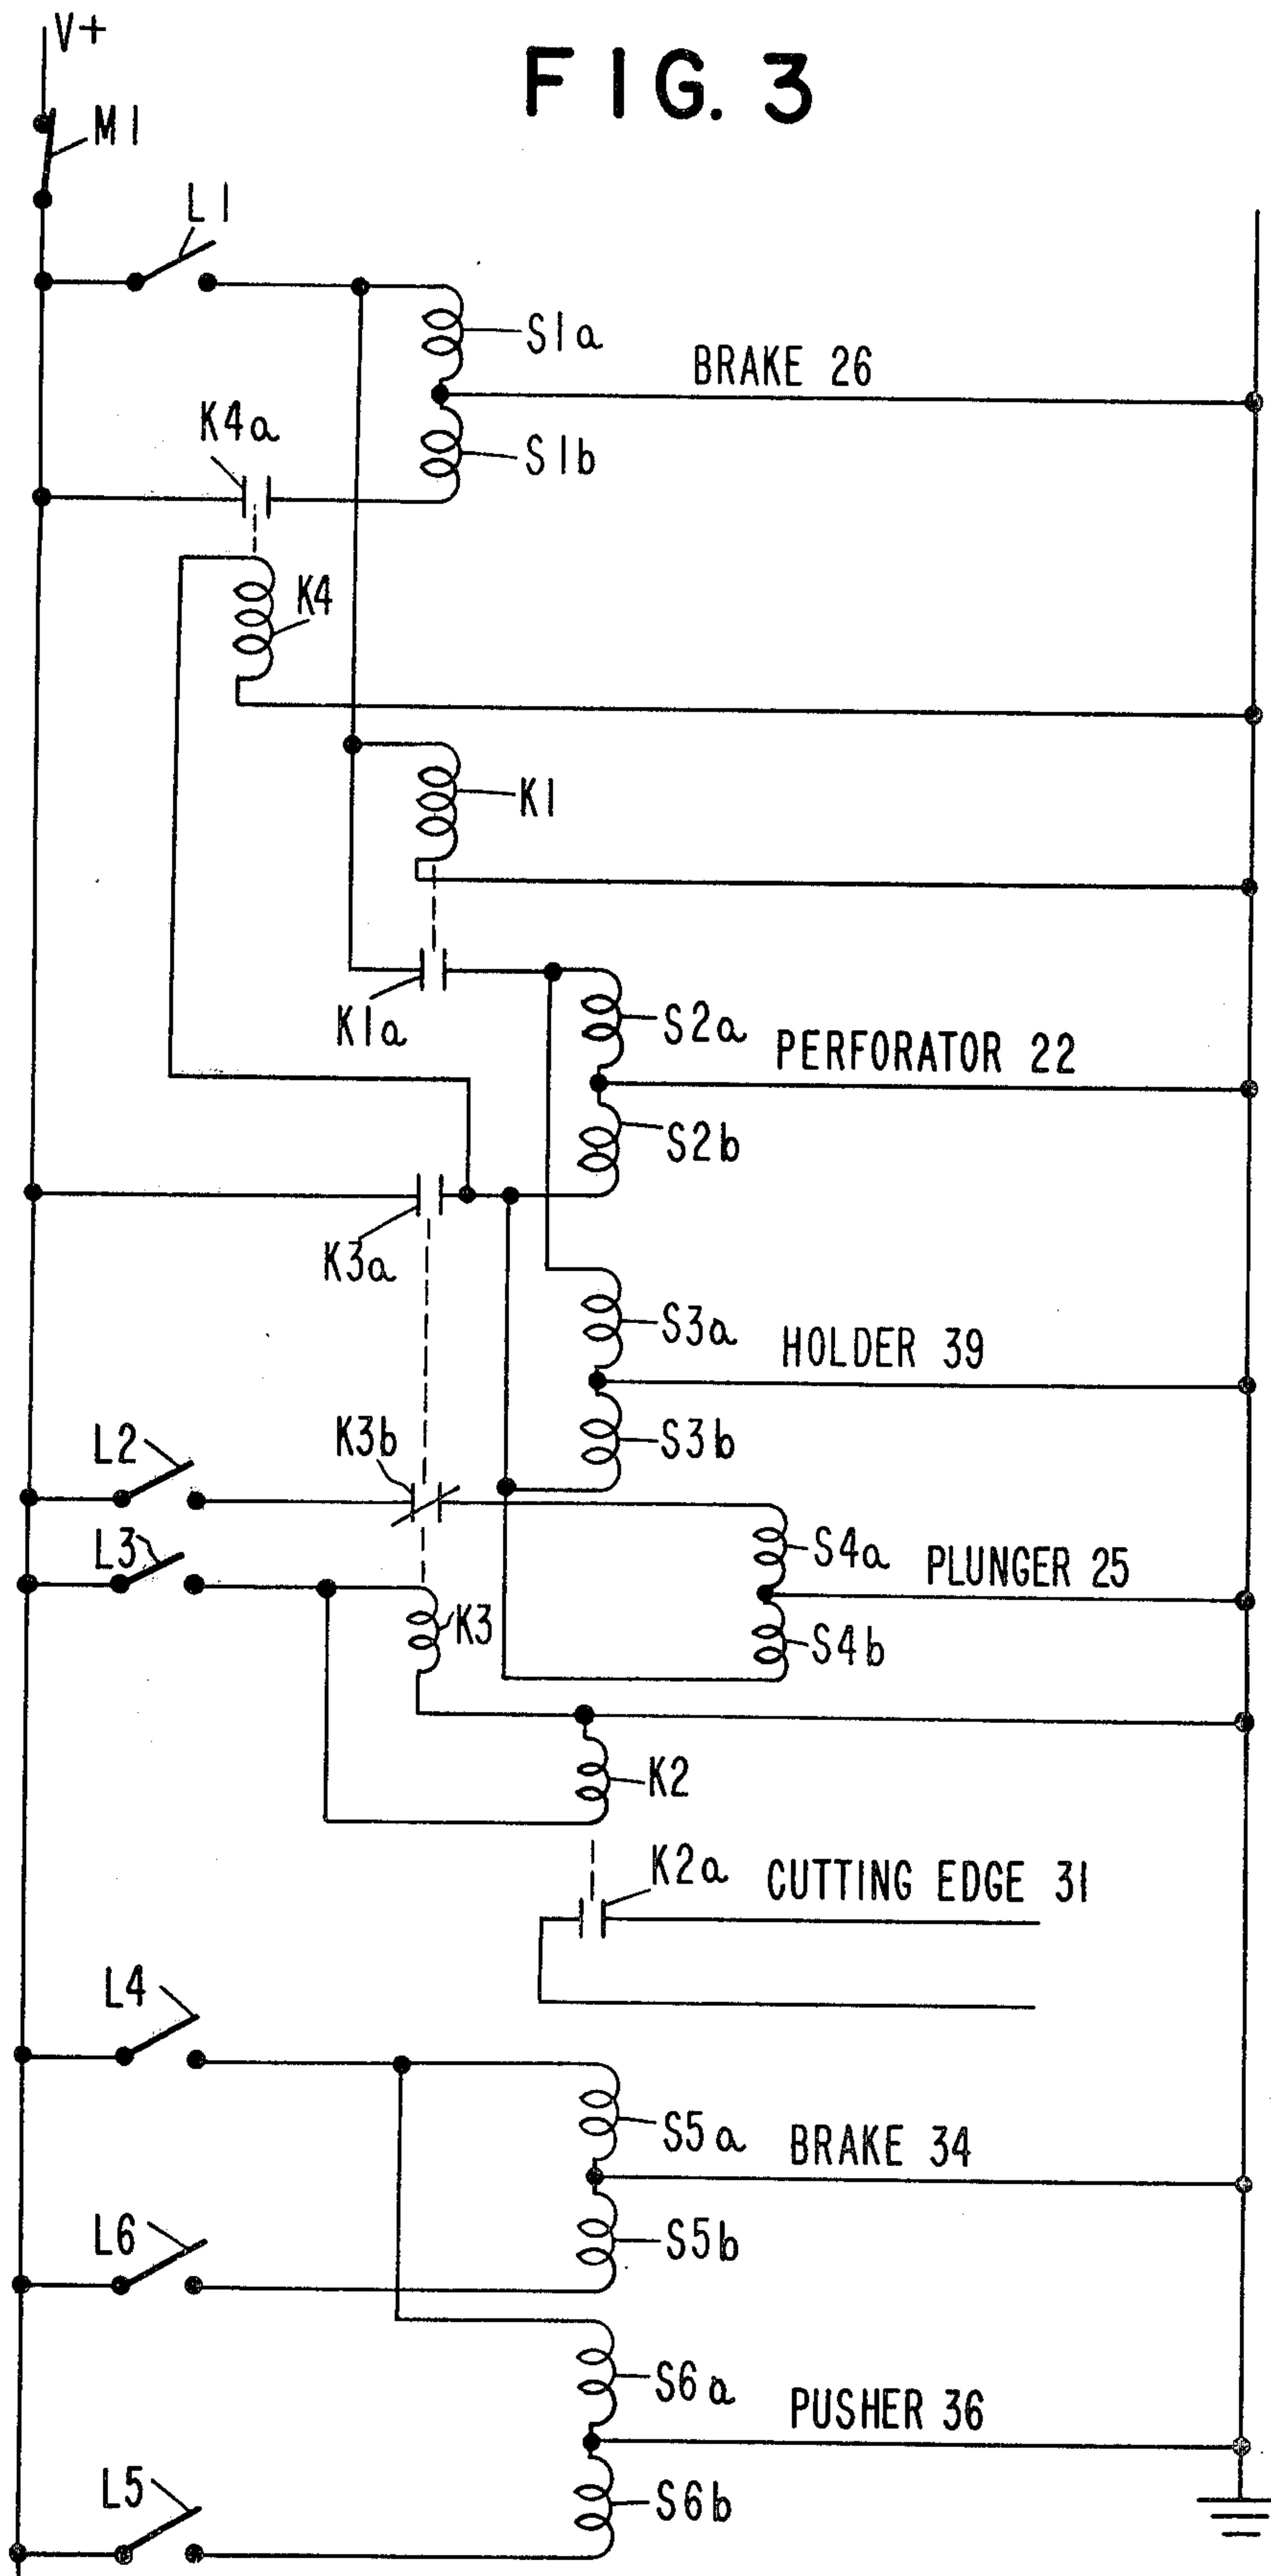 V+
FIG. 3
M1
L1
S1a
BRAKE 26
K4a
S1b
K4
K1
K1a
S2a
PERFORATOR 22
S2b
K3a
S3a
HOLDER 39
L2
K3b
S3b
L3
S4a
PLUNGER 25
K3
S4b
K2
K2a
CUTTING EDGE 31
L4
S5a
BRAKE 34
L6
S5b
S6a
PUSHER 36
L5
S6b